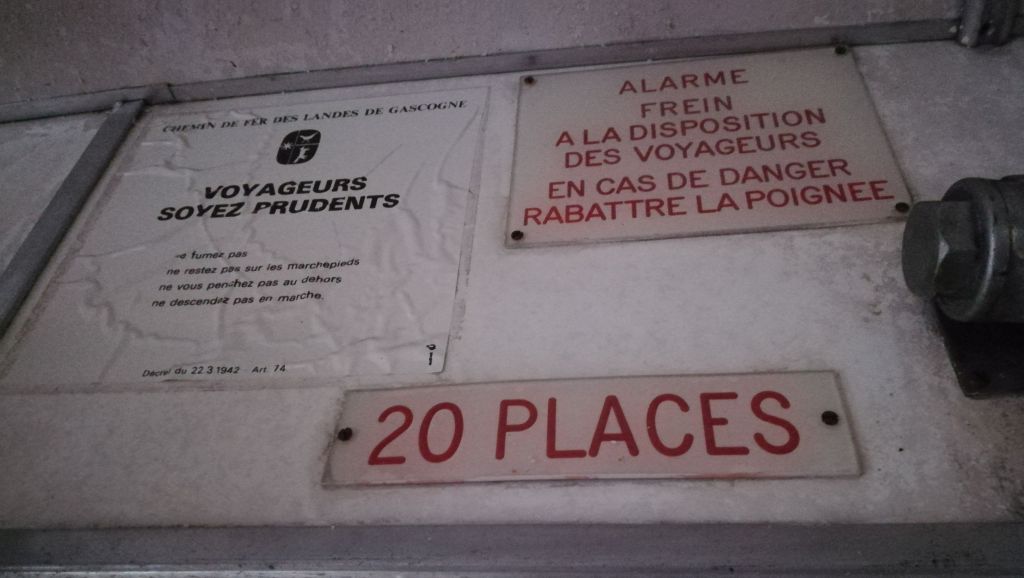 CHEMIN DE FER DES LANDES DE GASCOGNE
VOYAGEURS
SOYEZ PRUDENTS
ne fumez pas
ne restez pas sur les marchepieds
ne vous penchez pas au dehors
ne descendez pas en marche.
Décret du 22.3.1942 - Art. 74
ALARME
FREIN
A LA DISPOSITION
DES VOYAGEURS
EN CAS DE DANGER
RABATTRE LA POIGNEE
20 PLACES